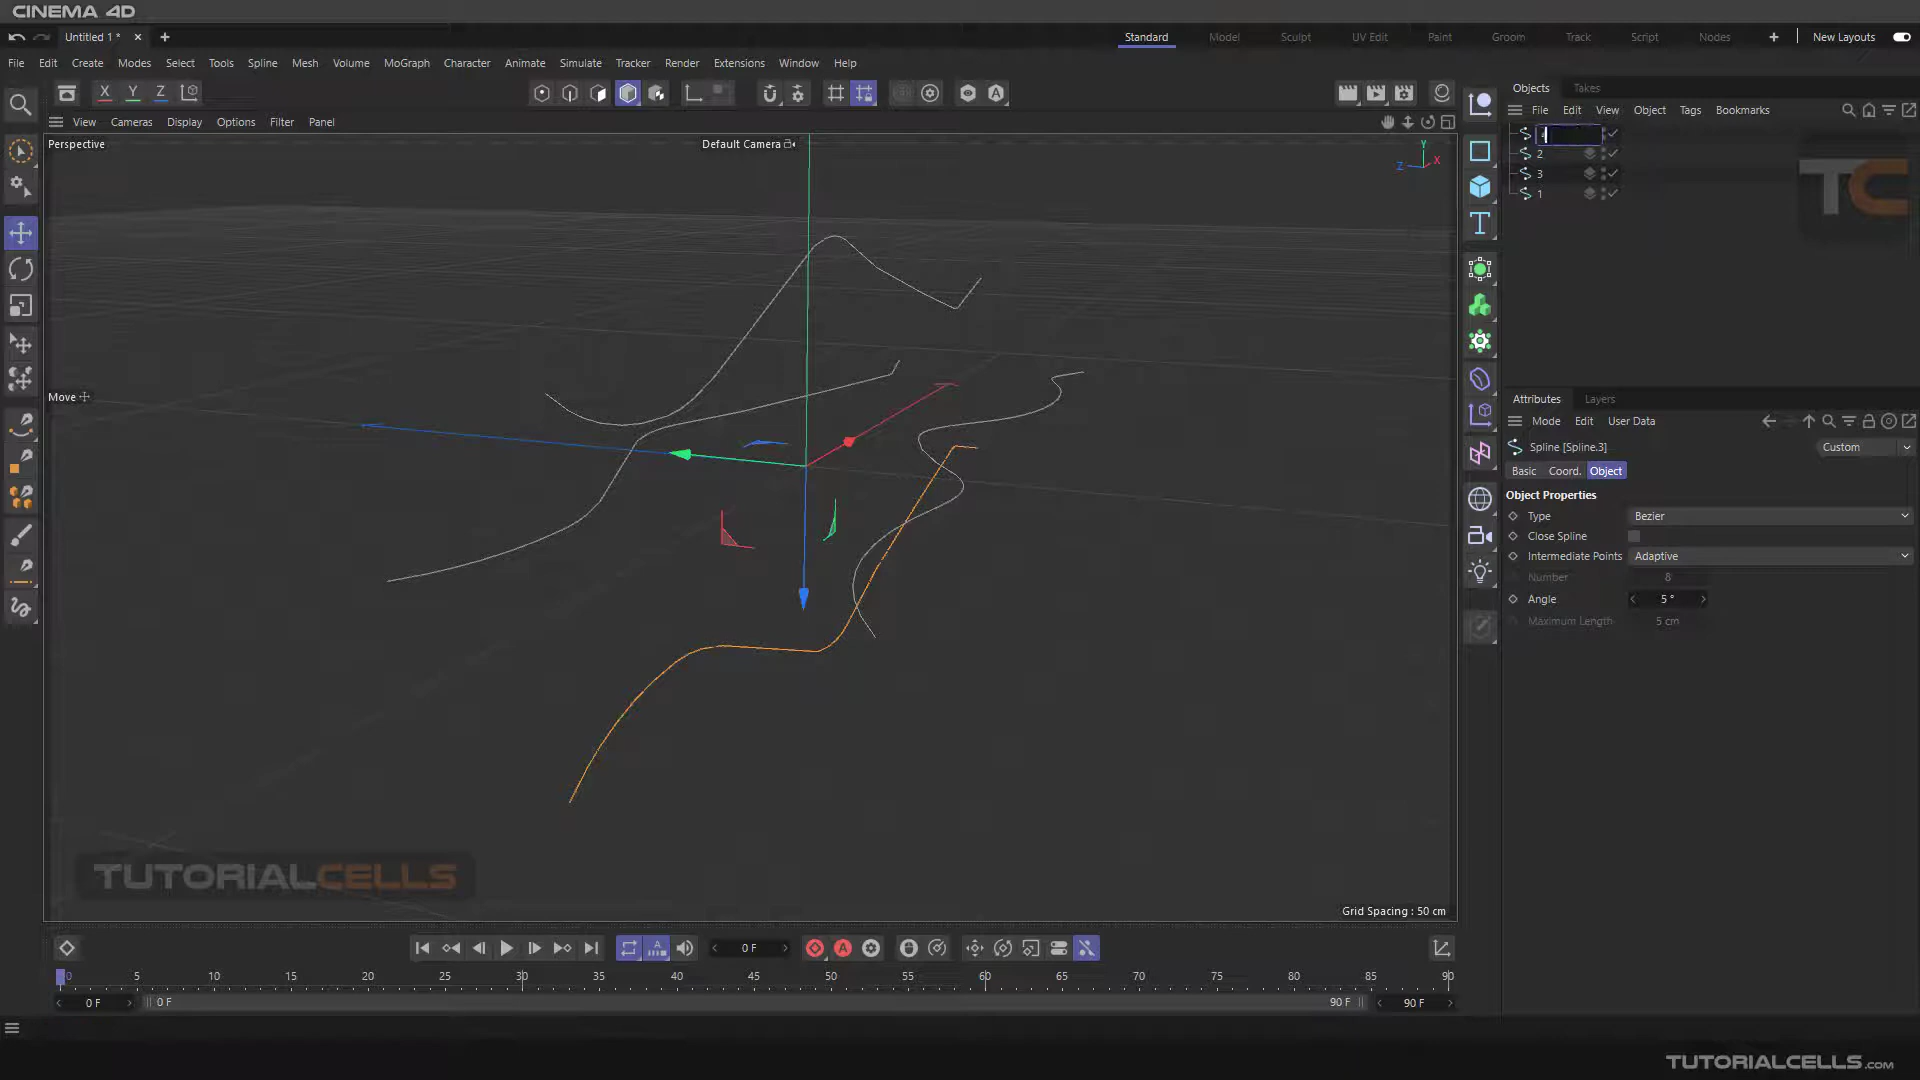 CINEMA 4D
Untitled 1 *
Standard Model Sculpt UV Edit Paint Groom Track Script Nodes New Layouts
File Edit Create Modes Select Tools Spline Mesh Volume MoGraph Character Animate Simulate Tracker Render Extensions Window Help
X Y Z
Objects Takes
File Edit View Object Tags Bookmarks
View Cameras Display Options Filter Panel
Perspective
Default Camera
Y
X
Z
2
3
1
TC
Move
Attributes Layers
Mode Edit User Data
Spline [Spline.3]
Custom
Basic Coord. Object
Object Properties
Type Bezier
Close Spline
Intermediate Points Adaptive
Number 8
Angle 5 °
Maximum Length 5 cm
TUTORIALCELLS
Grid Spacing : 50 cm
0 F
0 5 10 15 20 25 30 35 40 45 50 55 60 65 70 75 80 85 90
0 F 0 F 90 F 90 F
TUTORIALCELLS.COM